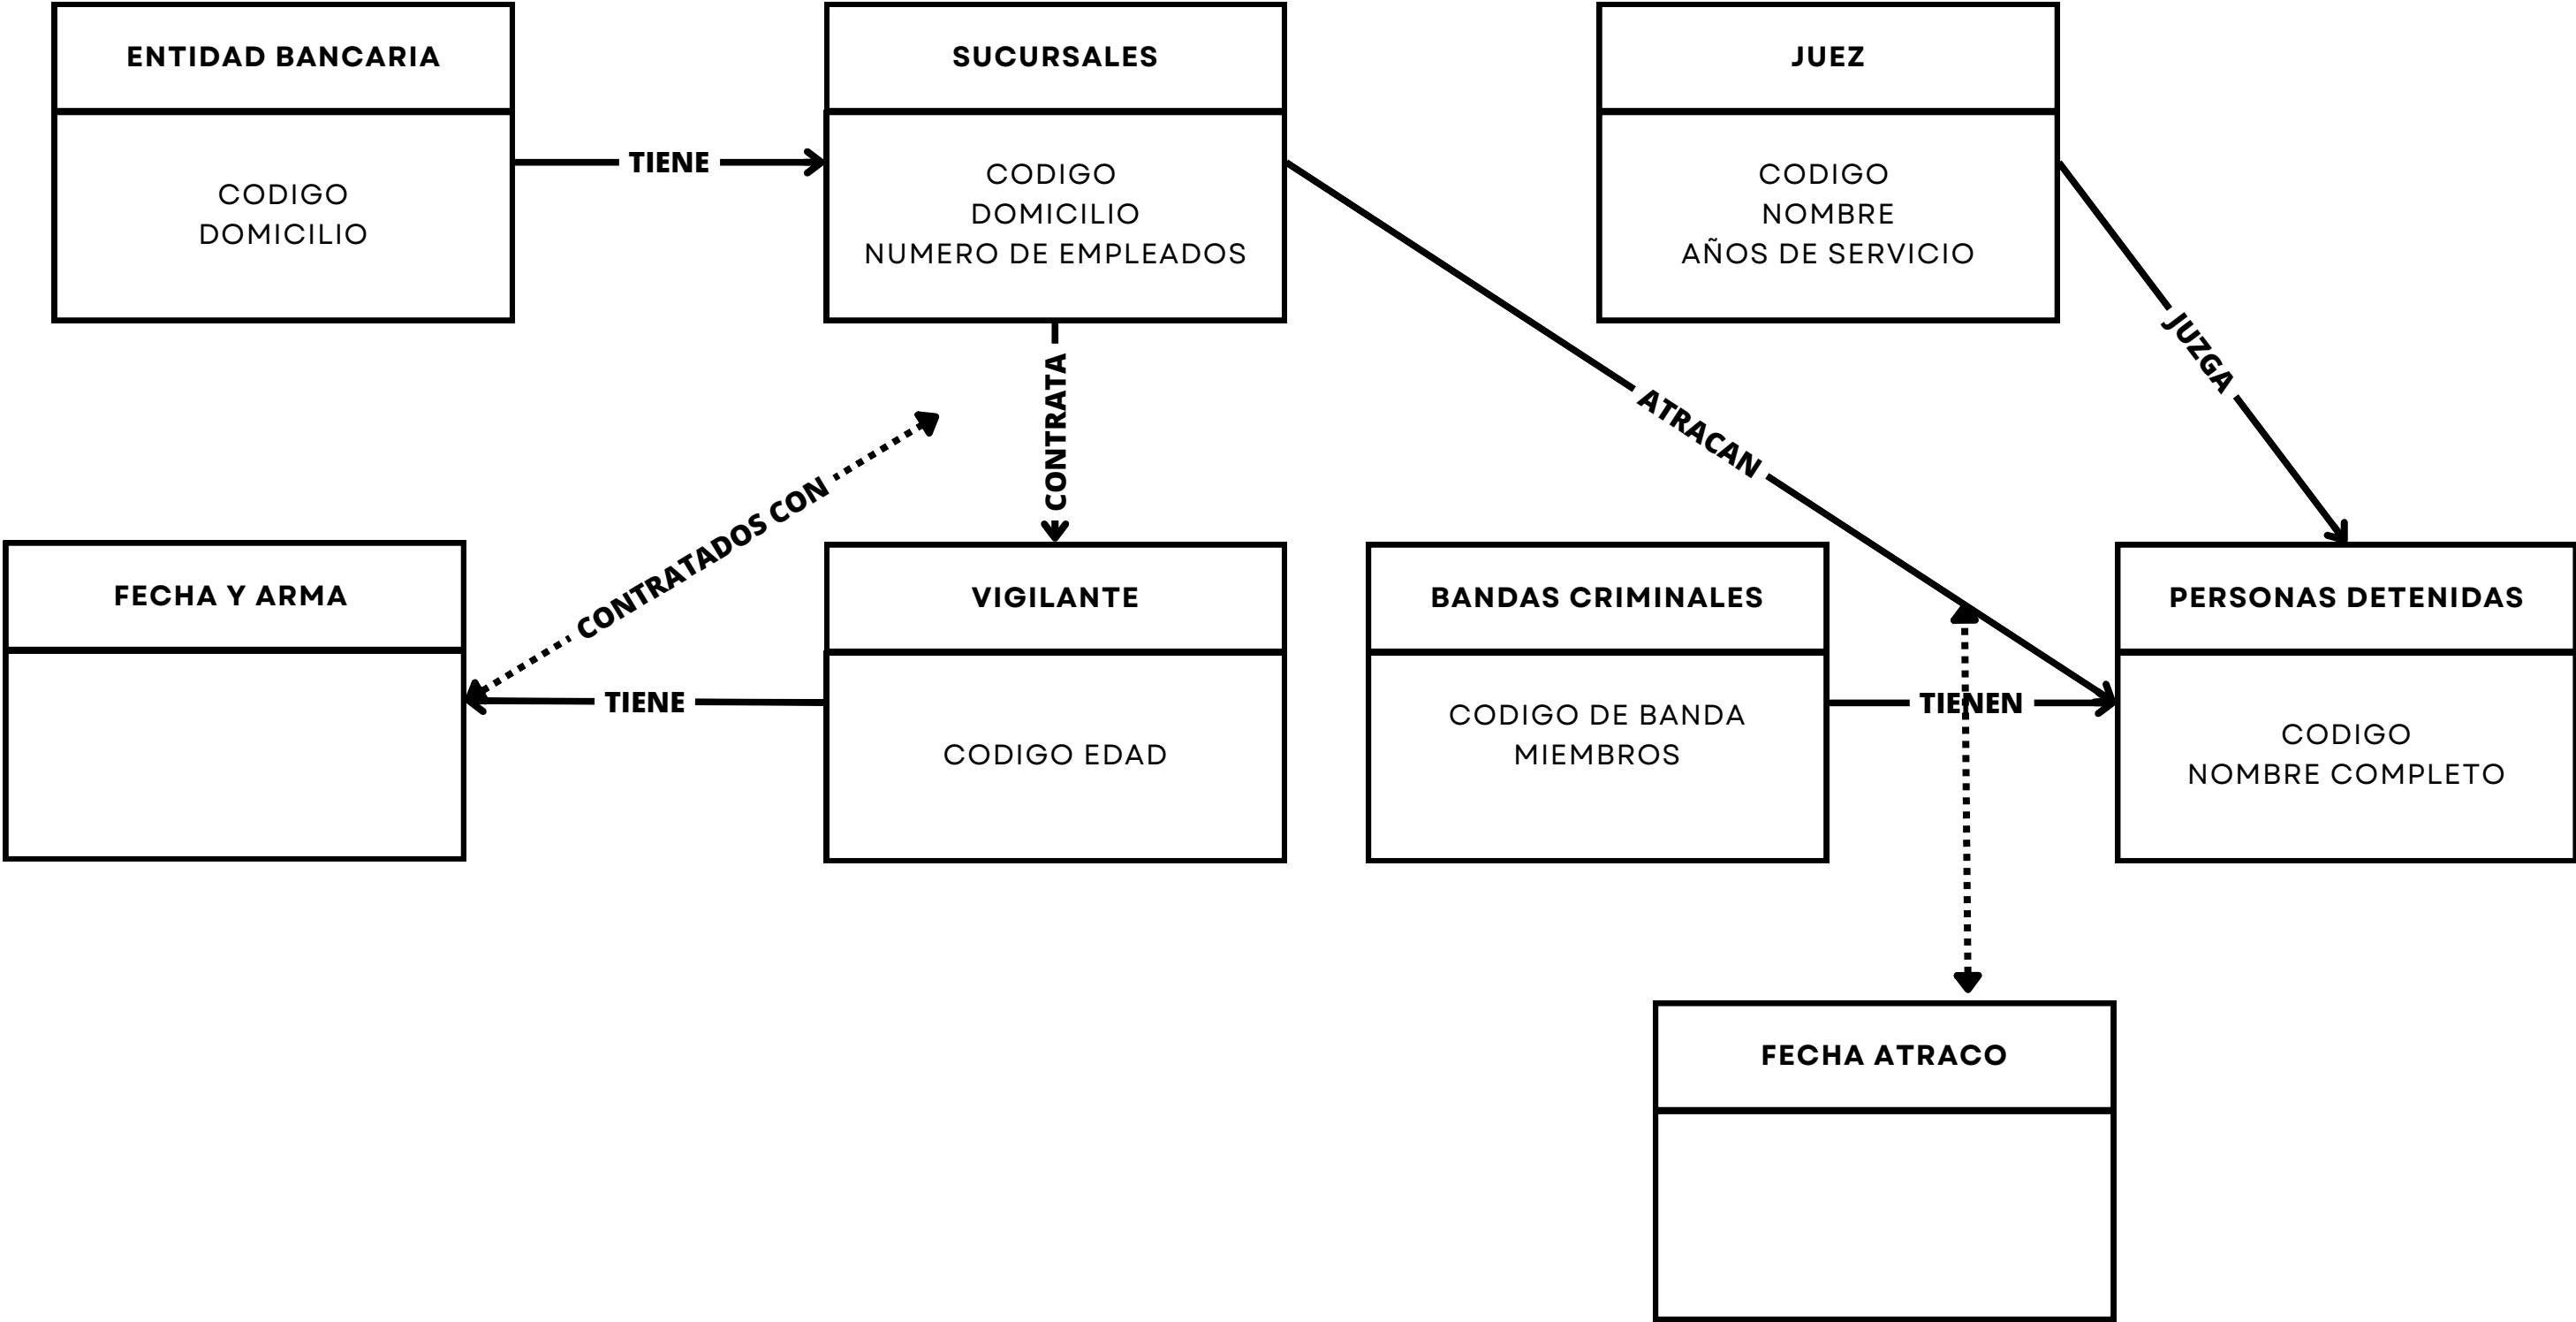 ENTIDAD BANCARIA
CODIGO
DOMICILIO
TIENE
SUCURSALES
CODIGO
DOMICILIO
NUMERO DE EMPLEADOS
JUEZ
CODIGO
NOMBRE
AÑOS DE SERVICIO
JUZGA
CONTRATA
ATRACAN
CONTRATADOS CON
FECHA Y ARMA
TIENE
VIGILANTE
CODIGO EDAD
BANDAS CRIMINALES
CODIGO DE BANDA
MIEMBROS
TIENEN
PERSONAS DETENIDAS
CODIGO
NOMBRE COMPLETO
FECHA ATRACO